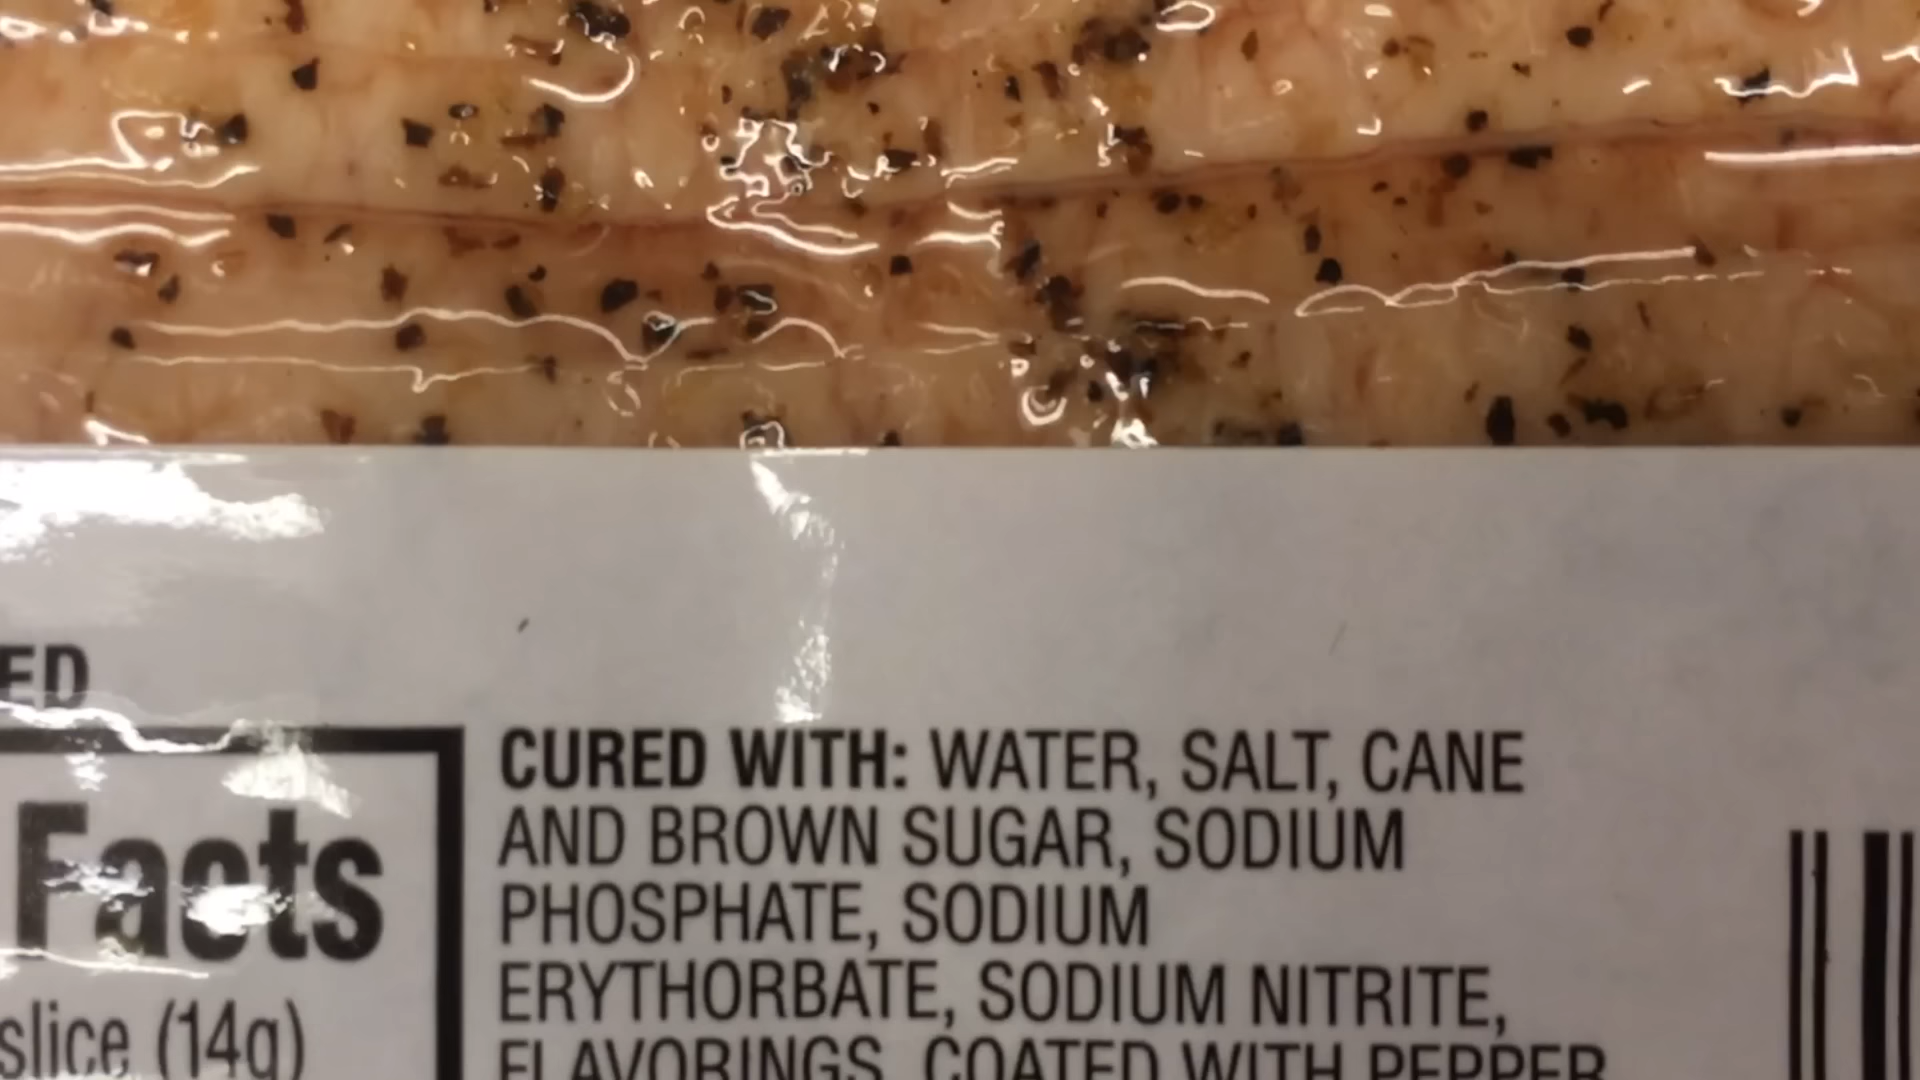 ED
Facts
slice (14g)
CURED WITH: WATER, SALT, CANE
AND BROWN SUGAR, SODIUM
PHOSPHATE, SODIUM
ERYTHORBATE, SODIUM NITRITE,
FLAVORINGS, COATED WITH PEPPER